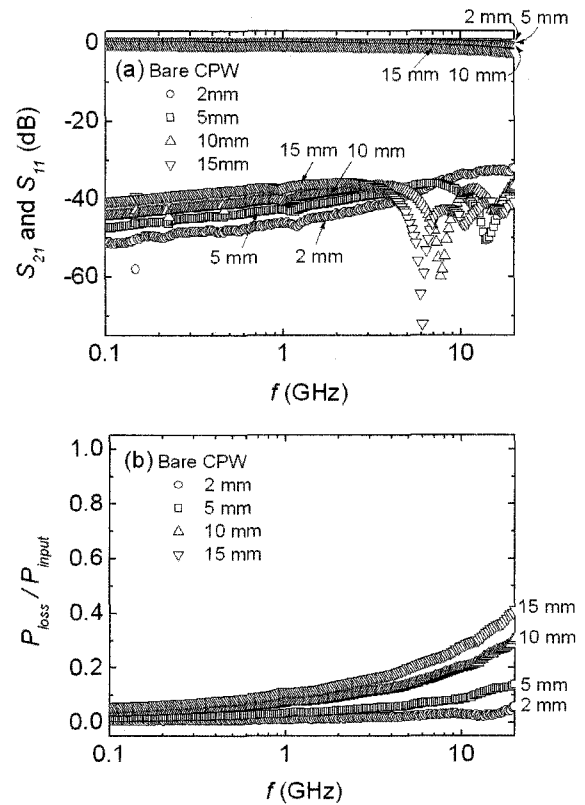 2 mm 5 mm
0
(a) Bare CPW
15 mm 10 mm
2mm
5mm
10mm
15mm
-20
15 mm 10 mm
-40
5 mm 2 mm
-60
S21 and S11 (dB)
0.1 1 10
f (GHz)
1.0
(b) Bare CPW
2 mm
0.8
5 mm
10 mm
0.6
15 mm
0.4
15 mm
10 mm
0.2
5 mm
2 mm
0.0
Ploss / Pinput
0.1 1 10
f (GHz)